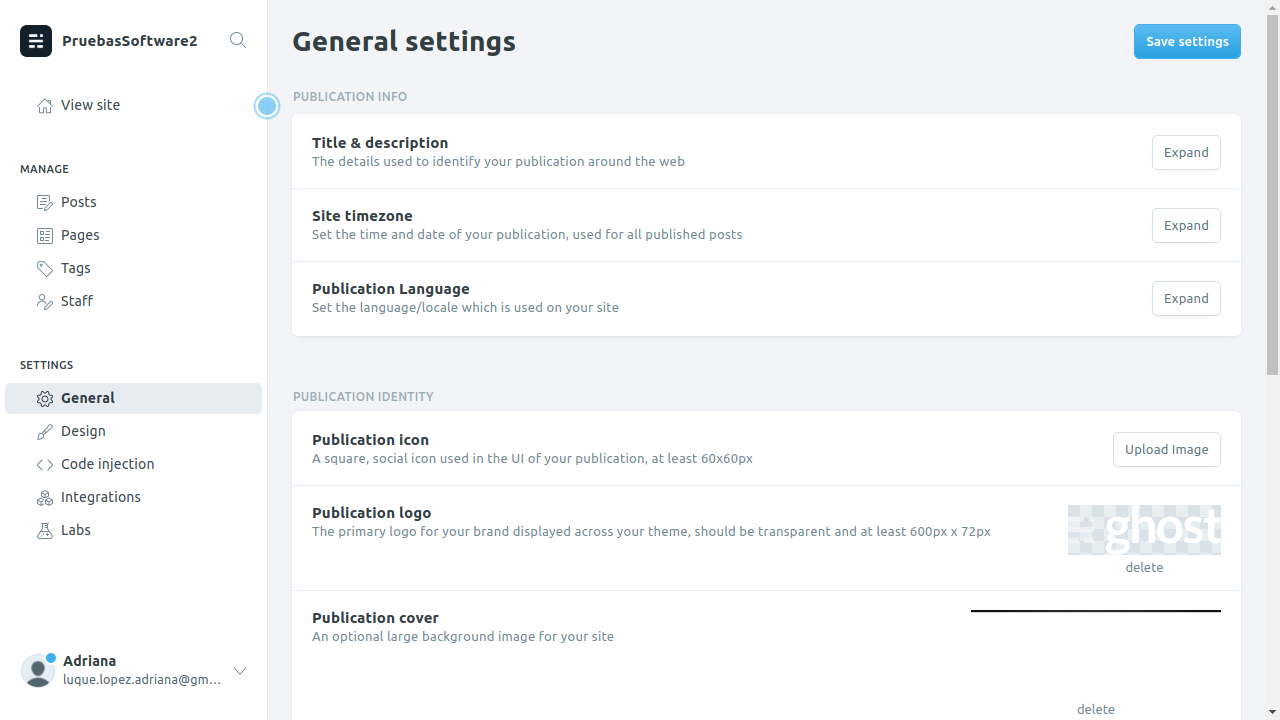 PruebasSoftware2
View site
MANAGE
Posts
Pages
Tags
Staff
SETTINGS
General
Design
Code injection
Integrations
Labs
Adriana
luque.lopez.adriana@gm...
General settings
Save settings
PUBLICATION INFO
Title & description
The details used to identify your publication around the web
Expand
Site timezone
Set the time and date of your publication, used for all published posts
Expand
Publication Language
Set the language/locale which is used on your site
Expand
PUBLICATION IDENTITY
Publication icon
A square, social icon used in the UI of your publication, at least 60x60px
Upload Image
Publication logo
The primary logo for your brand displayed across your theme, should be transparent and at least 600px x 72px
ghost
delete
Publication cover
An optional large background image for your site
delete